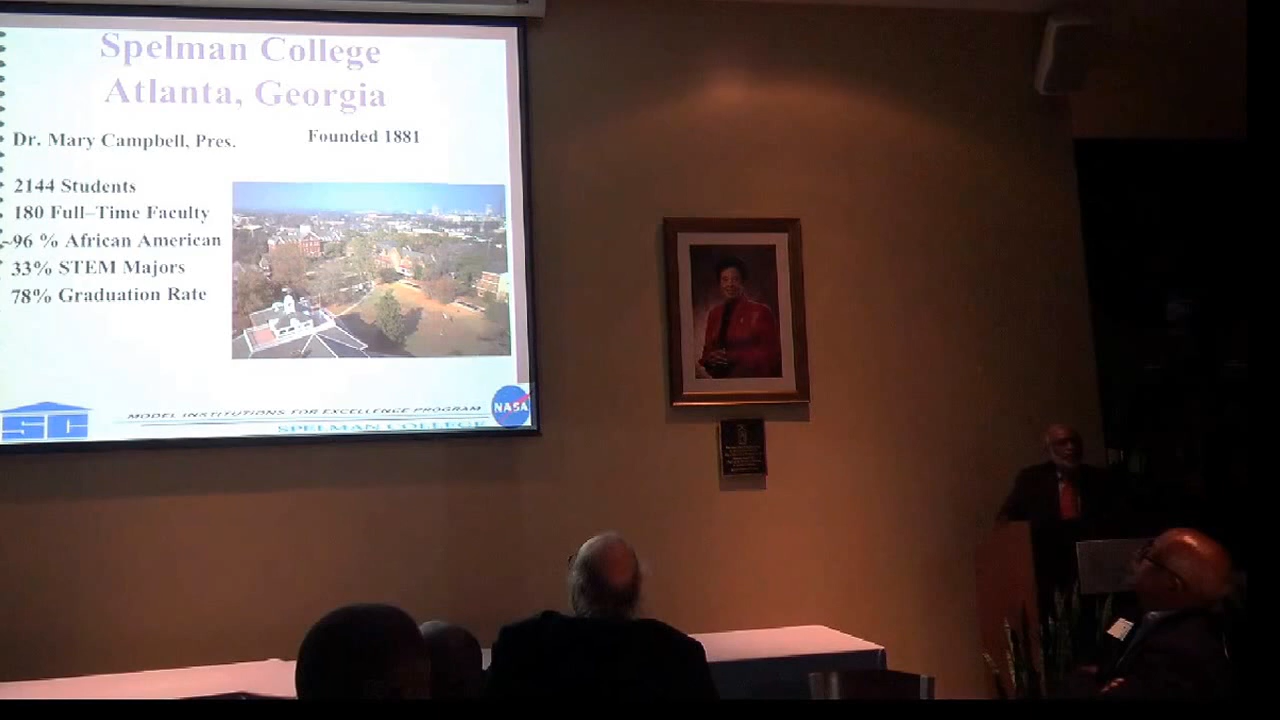 Spelman College
Atlanta, Georgia
Dr. Mary Campbell, Pres.
Founded 1881
2144 Students
180 Full–Time Faculty
~96 % African American
33% STEM Majors
78% Graduation Rate
SC
MODEL INSTITUTIONS FOR EXCELLENCE PROGRAM
SPELMAN COLLEGE
NASA